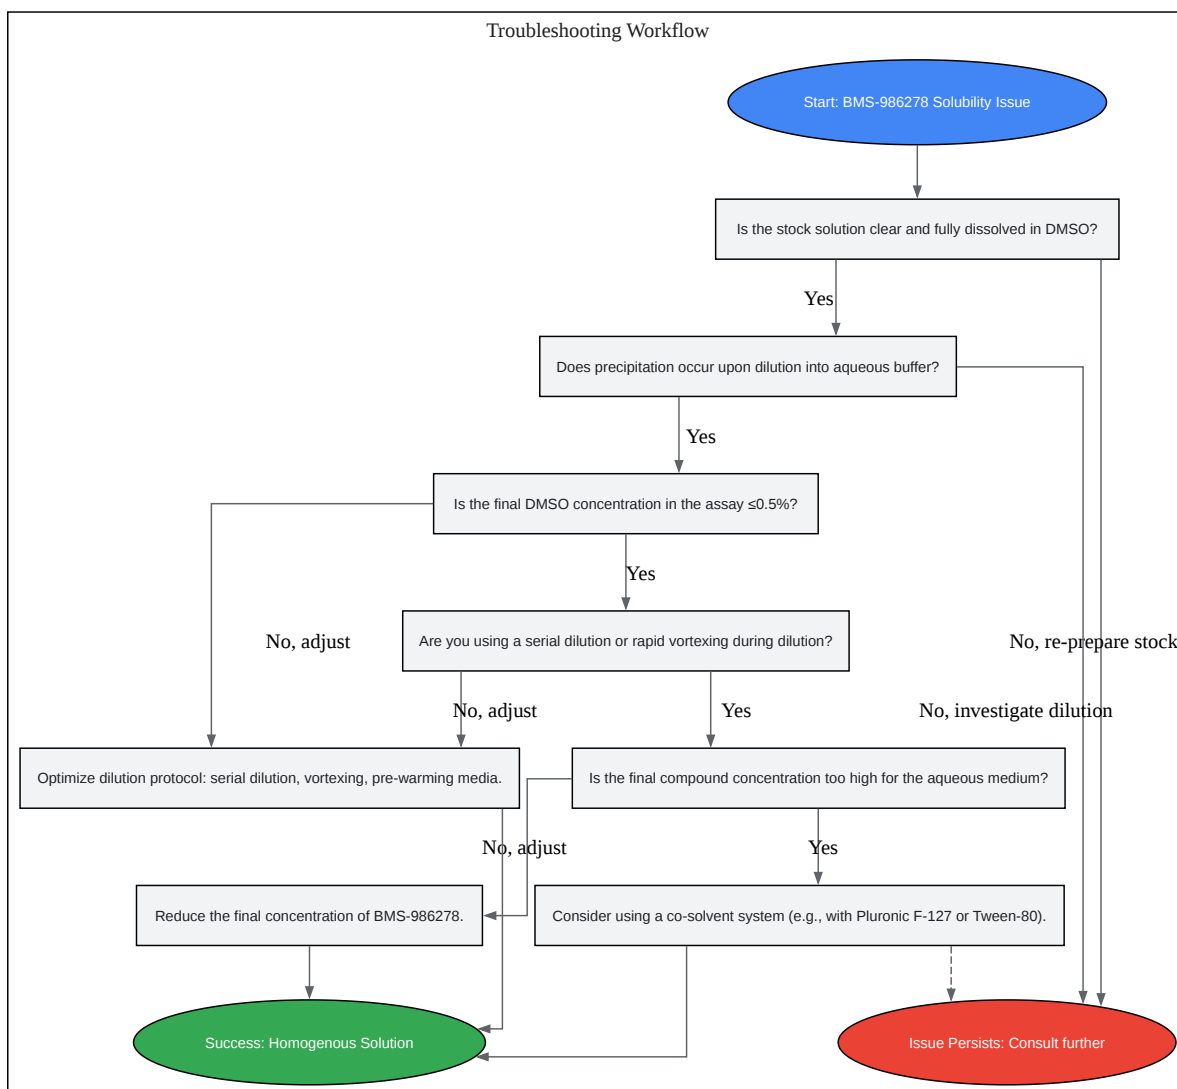 Troubleshooting Workflow
Start: BMS-986278 Solubility Issue
Is the stock solution clear and fully dissolved in DMSO?
Yes
Does precipitation occur upon dilution into aqueous buffer?
Yes
Is the final DMSO concentration in the assay ≤0.5%?
Yes
Are you using a serial dilution or rapid vortexing during dilution?
No, adjust
No, re-prepare stock
No, adjust
Yes
No, investigate dilution
Optimize dilution protocol: serial dilution, vortexing, pre-warming media.
Is the final compound concentration too high for the aqueous medium?
No, adjust
Yes
Reduce the final concentration of BMS-986278.
Consider using a co-solvent system (e.g., with Pluronic F-127 or Tween-80).
Success: Homogenous Solution
Issue Persists: Consult further